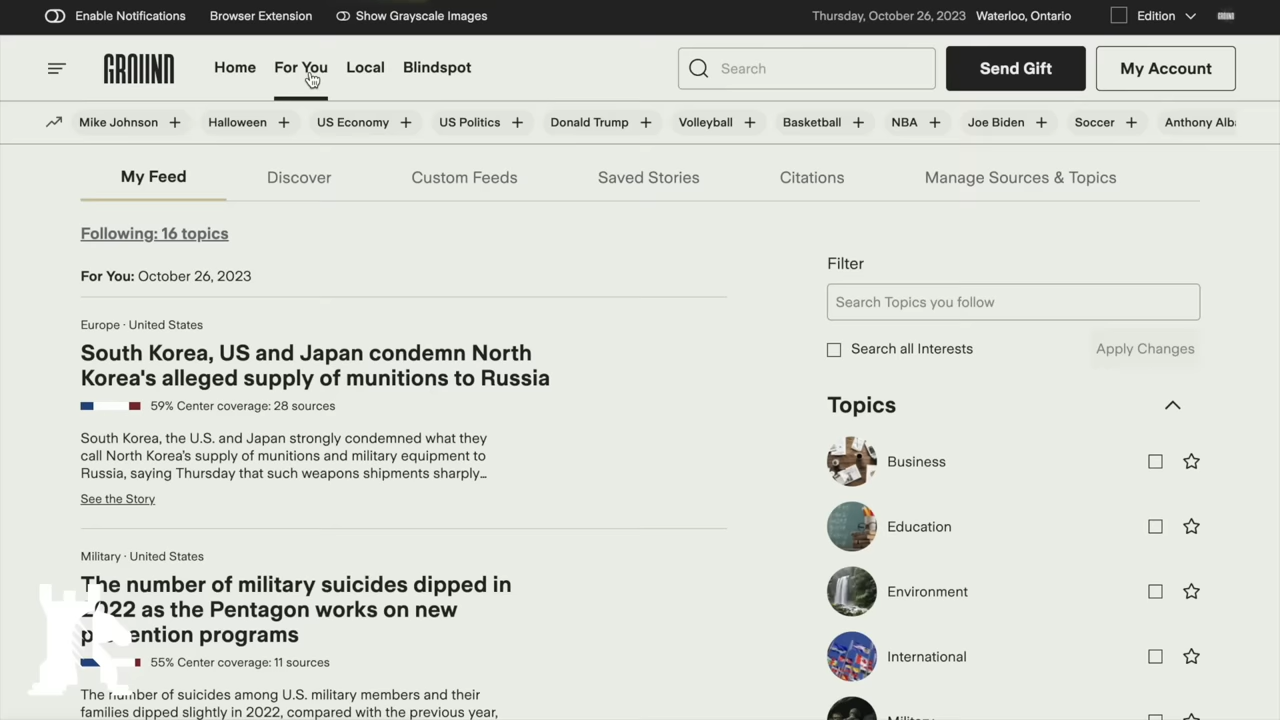 Enable Notifications Browser Extension Show Grayscale Images Thursday, October 26, 2023 Waterloo, Ontario Edition
GROUND Home For You Local Blindspot Search Send Gift My Account
Mike Johnson + Halloween + US Economy + US Politics + Donald Trump + Volleyball + Basketball + NBA + Joe Biden + Soccer + Anthony Alb
My Feed Discover Custom Feeds Saved Stories Citations Manage Sources & Topics
Following: 16 topics
For You: October 26, 2023
Europe · United States
South Korea, US and Japan condemn North
Korea's alleged supply of munitions to Russia
59% Center coverage: 28 sources
South Korea, the U.S. and Japan strongly condemned what they
call North Korea's supply of munitions and military equipment to
Russia, saying Thursday that such weapons shipments sharply...
See the Story
Military · United States
The number of military suicides dipped in
2022 as the Pentagon works on new
prevention programs
55% Center coverage: 11 sources
The number of suicides among U.S. military members and their
families dipped slightly in 2022, compared with the previous year,
Filter
Search Topics you follow
Search all Interests Apply Changes
Topics
Business
Education
Environment
International